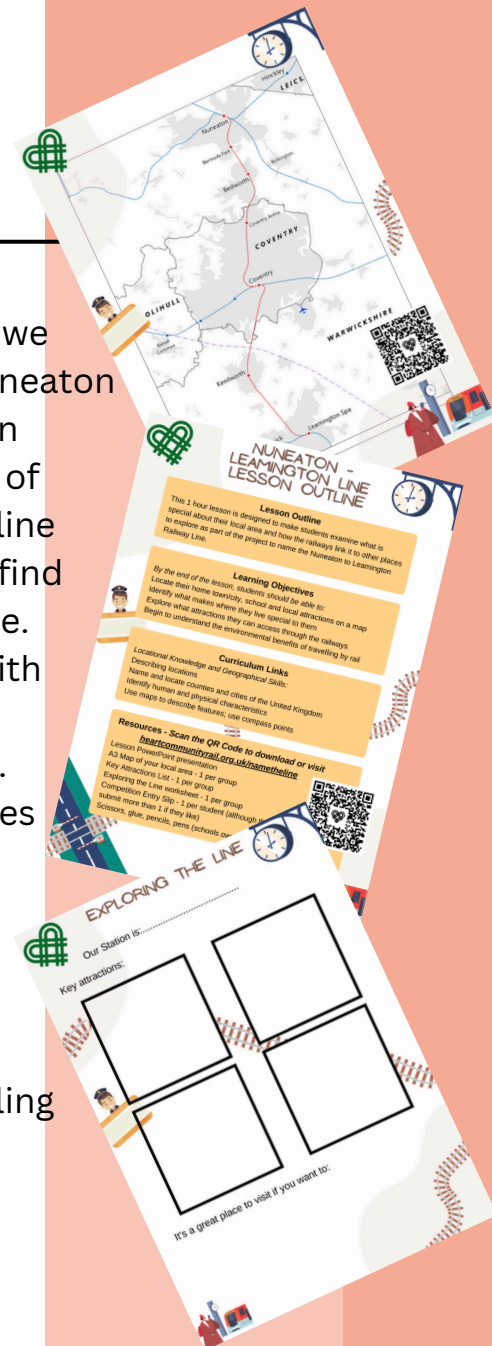 we
neaton
n
of
line
find
e.
ith
.
es
ling
Hinckley
LEICS.
Nuneaton
Bermuda Park
Bulkington
Bedworth
Coventry Arena
COVENTRY
Coventry
OLIHULL
WARWICKSHIRE
Kenilworth
Leamington Spa
ick
NUNEATON -
LEAMINGTON LINE
LESSON OUTLINE
Lesson Outline
This 1 hour lesson is designed to make students examine what is
special about their local area and how the railways link it to other places
to explore as part of the project to name the Nuneaton to Leamington
Railway Line.
Learning Objectives
By the end of the lesson, students should be able to:
Locate their home town/city, school and local attractions on a map
Identify what makes where they live special to them
Explore what attractions they can access through the railways
Begin to understand the environmental benefits of travelling by rail
Curriculum Links
Locational Knowledge and Geographical Skills:
Describing locations
Name and locate counties and cities of the United Kingdom
Identify human and physical characteristics
Use maps to describe features; use compass points
Resources - Scan the QR Code to download or visit
heartcommunityrail.org.uk/nametheline
Lesson PowerPoint presentation
A3 Map of your local area - 1 per group
Key Attractions List - 1 per group
Exploring the Line worksheet - 1 per group
Competition Entry Slip - 1 per student (although th
submit more than 1 if they like)
Scissors, glue, pencils, pens (schools ow
EXPLORING THE LINE
Our Station is:
Key attractions:
It's a great place to visit if you want to: